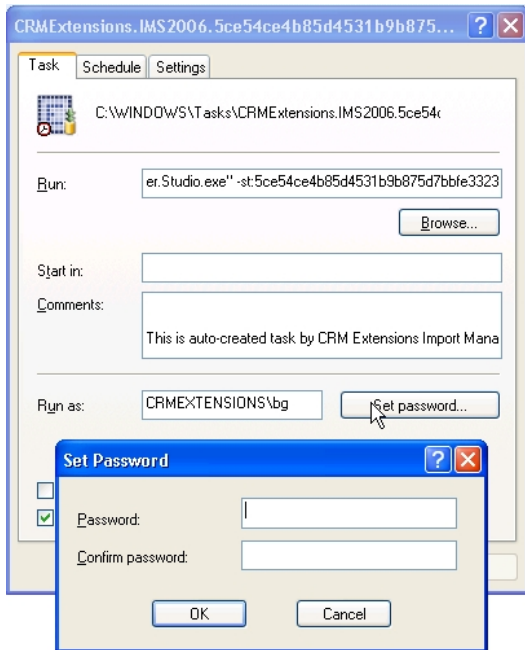 CRMExtensions.IMS2006.5ce54ce4b85d4531b9b875...
Task Schedule Settings
C:\WINDOWS\Tasks\CRMExtensions.IMS2006.5ce54c
Run: er.Studio.exe" -st:5ce54ce4b85d4531b9b875d7bbfe3323
Browse...
Start in:
Comments:
This is auto-created task by CRM Extensions Import Mana
Run as: CRMEXTENSIONS\bg Set password...
Set Password
Password:
Confirm password:
OK Cancel